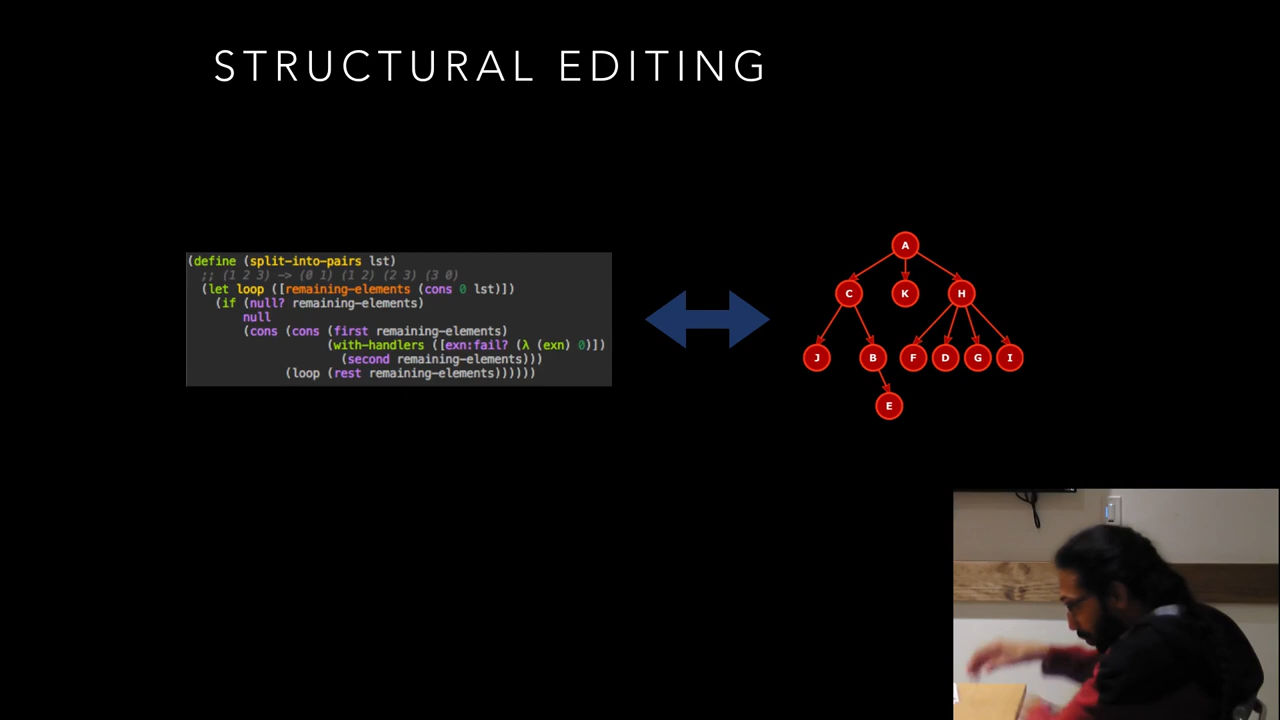 STRUCTURAL EDITING
(define (split-into-pairs lst)
;; (1 2 3) -> (0 1) (1 2) (2 3) (3 0)
(let loop ([remaining-elements (cons 0 lst)])
(if (null? remaining-elements)
null
(cons (cons (first remaining-elements)
(with-handlers ([exn:fail? (λ (exn) 0)])
(second remaining-elements)))
(loop (rest remaining-elements))))))
A
C K H
J B F D G I
E